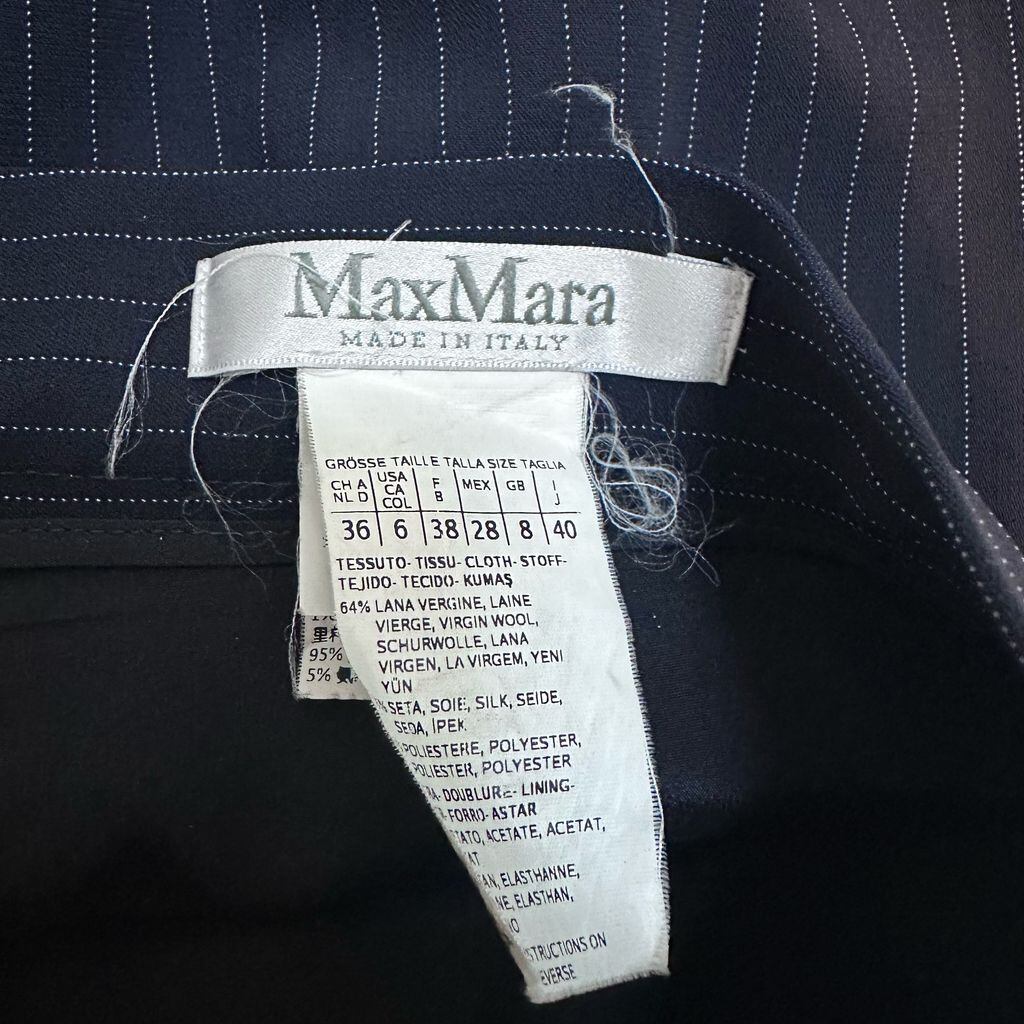 MaxMara
MADE IN ITALY
GRÖSSE TAILLE TALLA SIZE TAGLIA
CH A USA F MEX GB I
NL D CA B J
COL
36 6 38 28 8 40
TESSUTO- TISSU- CLOTH- STOFF-
TEJIDO- TECIDO- KUMAŞ
64% LANA VERGINE, LAINE
VIERGE, VIRGIN WOOL,
SCHURWOLLE, LANA
VIRGEN, LA VIRGEM, YENI
YÜN
SETA, SOIE, SILK, SEIDE,
SEDA, İPEK
POLIESTERE, POLYESTER,
POLIESTER, POLYESTER
DOUBLURE- LINING-
FORRO- ASTAR
ACETATE, ACETAT,
ELASTHANNE,
ELASTHAN,
ON
95%
5%